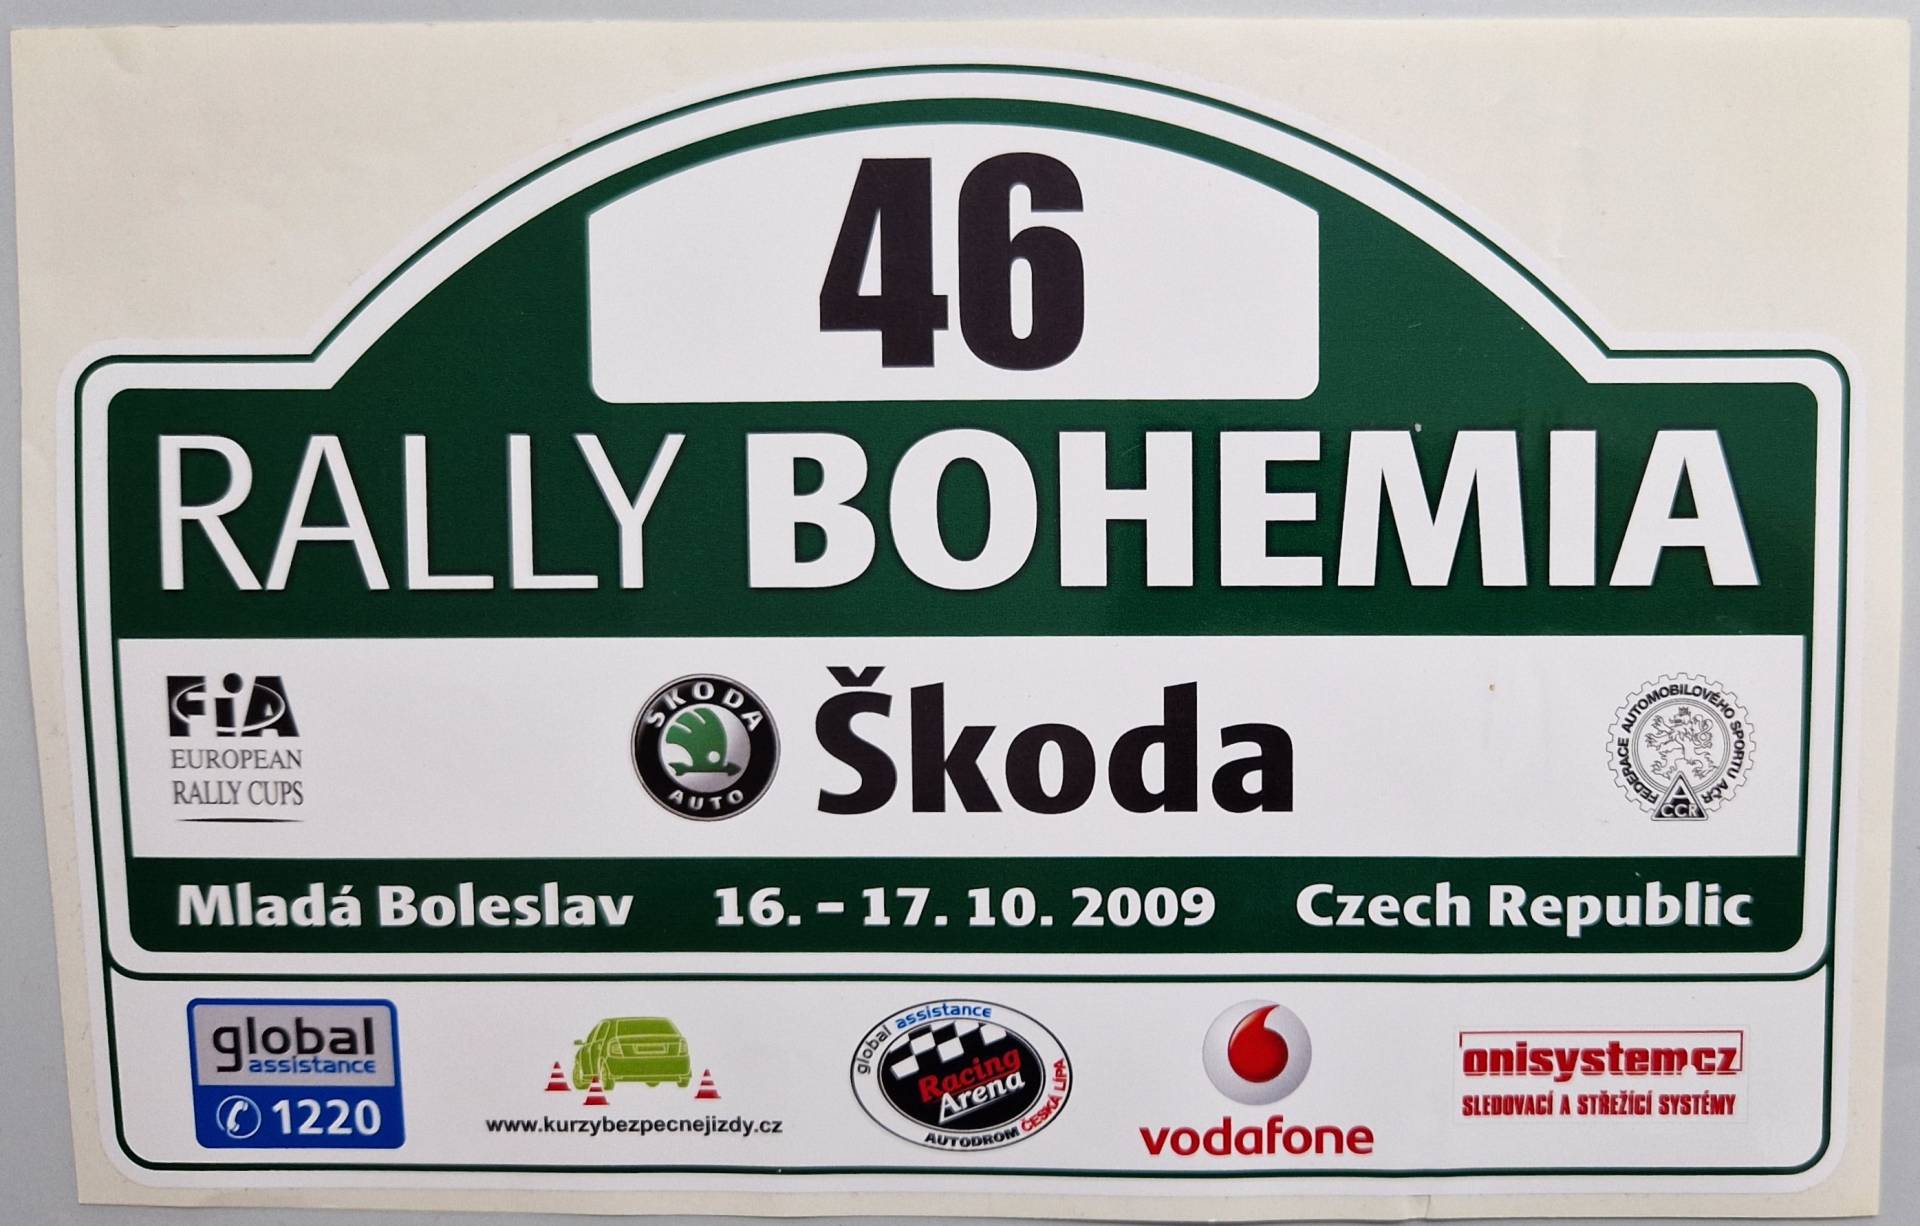 46
RALLY BOHEMIA
FiA
EUROPEAN
RALLY CUPS
ŠKODA
AUTO
Škoda
FEDERACE AUTOMOBILOVÉHO SPORTU AČR
ACCR
Mladá Boleslav 16. – 17. 10. 2009 Czech Republic
global
assistance
1220
www.kurzybezpecnejizdy.cz
global assistance
Racing
Arena
AUTODROM ČESKÁ LÍPA
vodafone
onisystem.cz
SLEDOVACÍ A STŘEŽÍCÍ SYSTÉMY